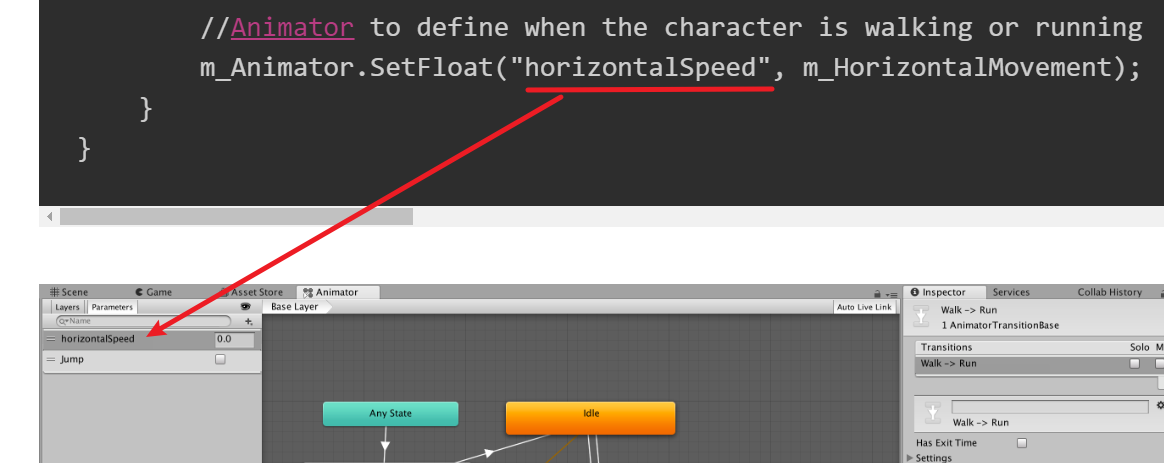 //Animator to define when the character is walking or running
m_Animator.SetFloat("horizontalSpeed", m_HorizontalMovement);
}
}
Scene Game Asset Store Animator
Layers Parameters
Name
horizontalSpeed 0.0
Jump
Base Layer
Auto Live Link
Any State
Idle
Inspector Services Collab History
Walk -> Run
1 AnimatorTransitionBase
Transitions Solo M
Walk -> Run
Walk -> Run
Has Exit Time
Settings